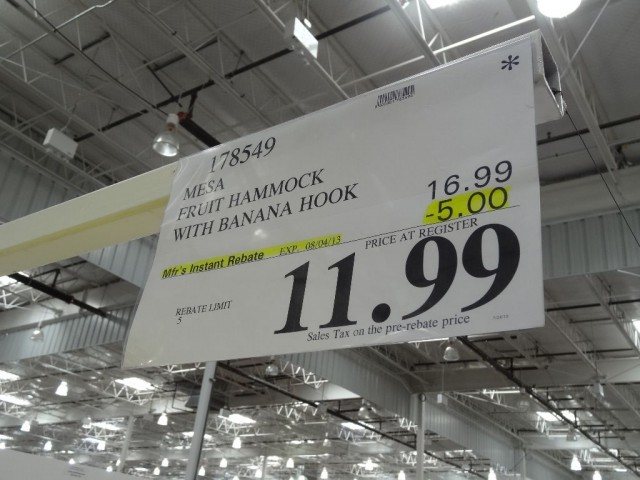 *
178549
MESA
FRUIT HAMMOCK
WITH BANANA HOOK
16.99
-5.00
Mfr's Instant Rebate EXP. 08/04/13
PRICE AT REGISTER
11.99
REBATE LIMIT
5
Sales Tax on the pre-rebate price